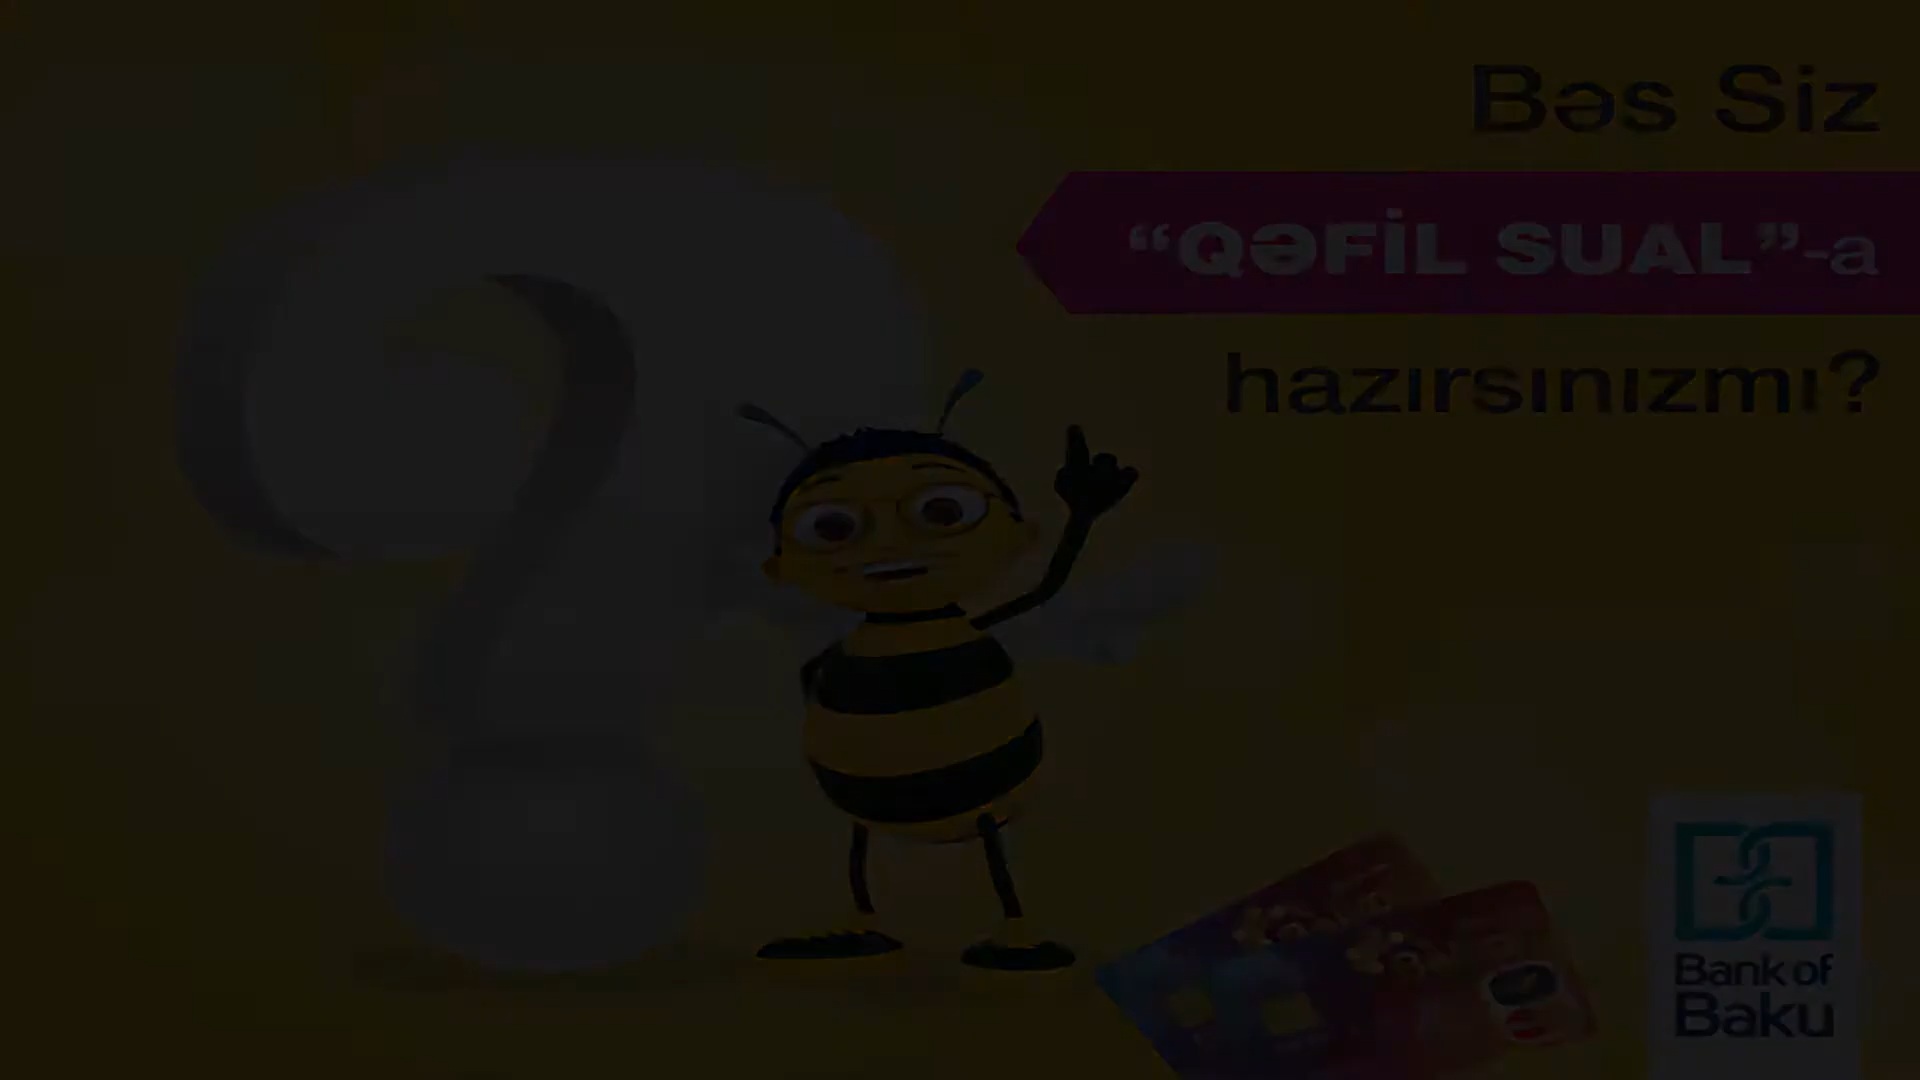 Bəs Siz
“QƏFİL SUAL”-a
hazırsınızmı?
Bank of
Baku